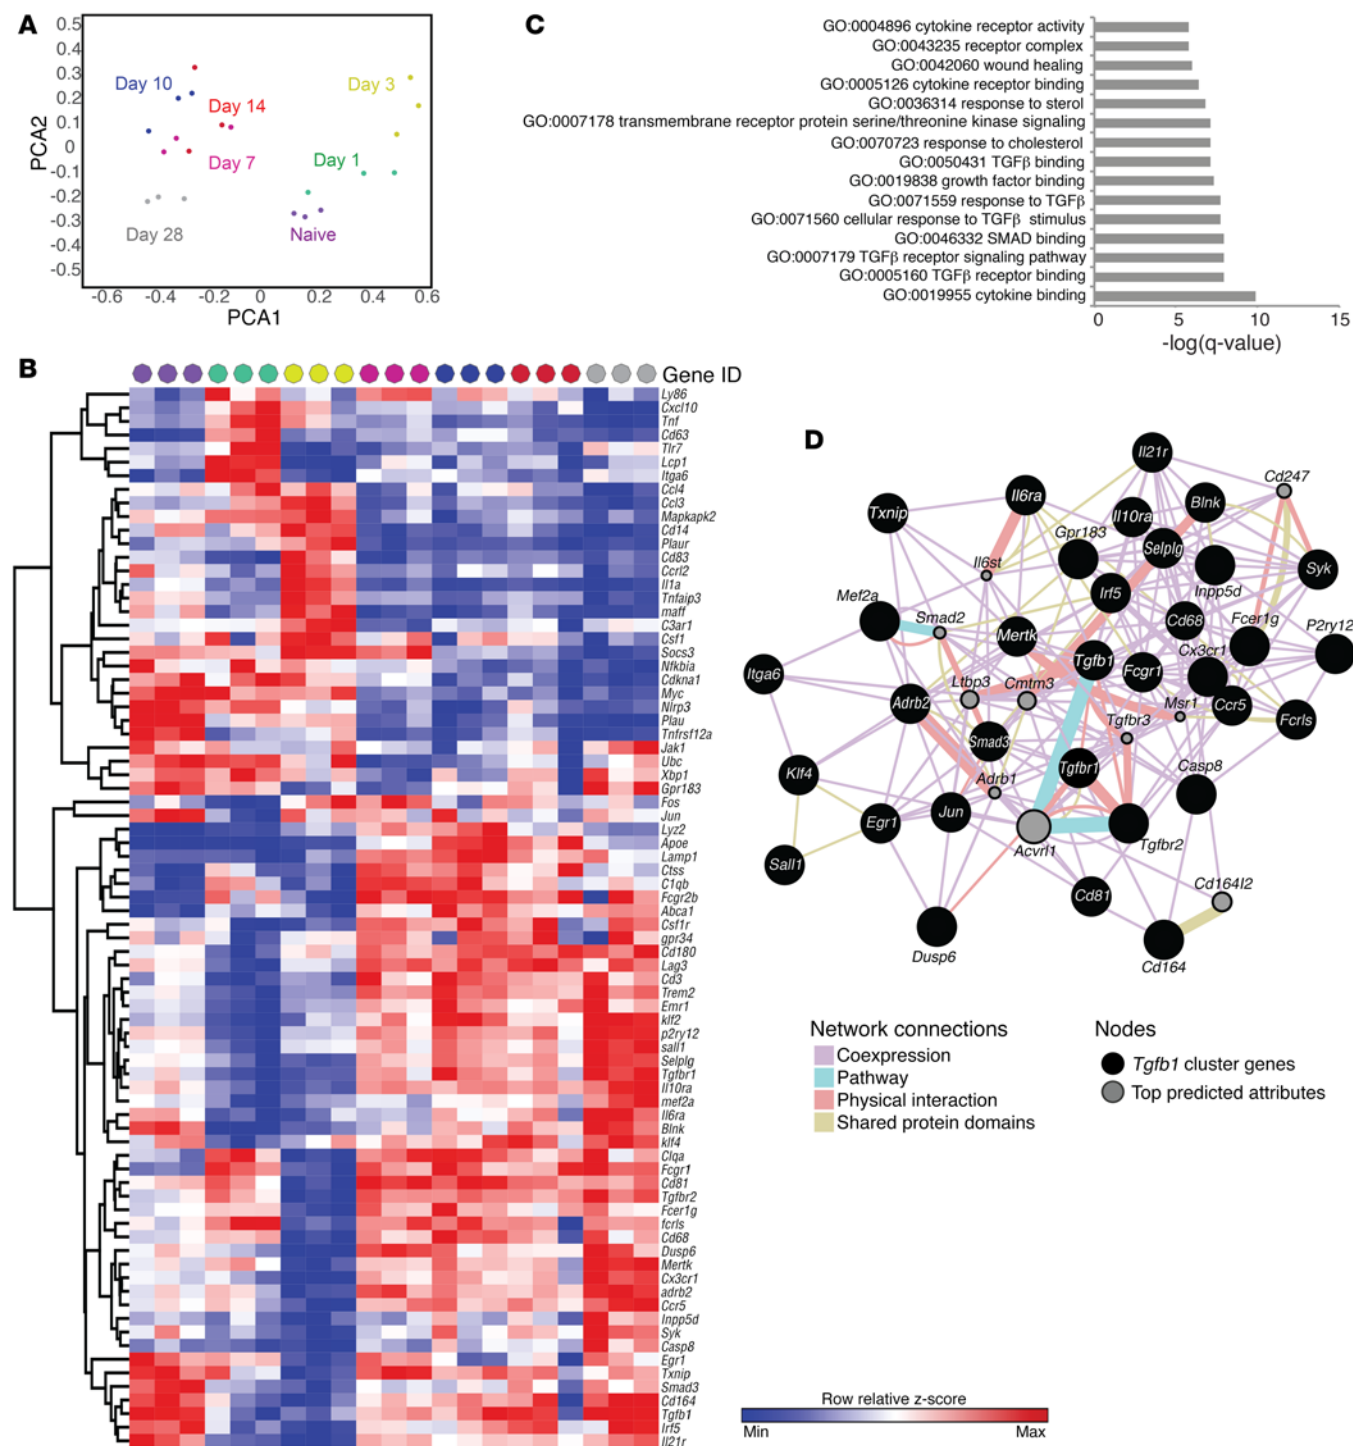 A
0.5
0.4
0.3
0.2
0.1
0
-0.1
-0.2
-0.3
-0.4
-0.5
PCA2
Day 10
Day 14
Day 3
Day 7
Day 1
Day 28
Naive
-0.6
-0.4
-0.2
0
0.2
0.4
0.6
PCA1
C
GO:0004896 cytokine receptor activity
GO:0043235 receptor complex
GO:0042060 wound healing
GO:0005126 cytokine receptor binding
GO:0036314 response to sterol
GO:0007178 transmembrane receptor protein serine/threonine kinase signaling
GO:0070723 response to cholesterol
GO:0050431 TGFβ binding
GO:0019838 growth factor binding
GO:0071559 response to TGFβ
GO:0071560 cellular response to TGFβ stimulus
GO:0046332 SMAD binding
GO:0007179 TGFβ receptor signaling pathway
GO:0005160 TGFβ receptor binding
GO:0019955 cytokine binding
0
5
10
15
-log(q-value)
B
Gene ID
Ly86
Cxcl10
Tnf
Cd63
Tlr7
Lcp1
Itga6
Ccl4
Ccl3
Mapkapk2
Cd14
Plaur
Cd83
Ccrl2
Il1a
Tnfaip3
maff
C3ar1
Csf1
Socs3
Nfkbia
Cdkna1
Myc
Nlrp3
Plau
Tnfrsf12a
Jak1
Ubc
Xbp1
Gpr183
Fos
Jun
Lyz2
Apoe
Lamp1
Ctss
C1qb
Fcgr2b
Abca1
Csf1r
gpr34
Cd180
Lag3
Cd3
Trem2
Emr1
klf2
p2ry12
sall1
Selplg
Tgfbr1
Il10ra
mef2a
Il6ra
Blnk
klf4
Clqa
Fcgr1
Cd81
Tgfbr2
Fcer1g
fcrls
Cd68
Dusp6
Mertk
Cx3cr1
adrb2
Ccr5
Inpp5d
Syk
Casp8
Egr1
Txnip
Smad3
Cd164
Tgfb1
Irf5
Il21r
D
Il21r
Cd247
Il6ra
Blnk
Txnip
Il10ra
Gpr183
Selplg
Il6st
Syk
Inpp5d
Mef2a
Irf5
Smad2
Cd68
Fcer1g
P2ry12
Mertk
Cx3cr1
Tgfb1
Fcgr1
Itga6
Ltbp3
Cmtm3
Adrb2
Msr1
Ccr5
Fcrls
Tgfbr3
Smad3
Klf4
Adrb1
Tgfbr1
Casp8
Jun
Egr1
Acvrl1
Tgfbr2
Sall1
Cd81
Cd164l2
Dusp6
Cd164
Network connections
Coexpression
Pathway
Physical interaction
Shared protein domains
Nodes
Tgfb1 cluster genes
Top predicted attributes
Row relative z-score
Min
Max